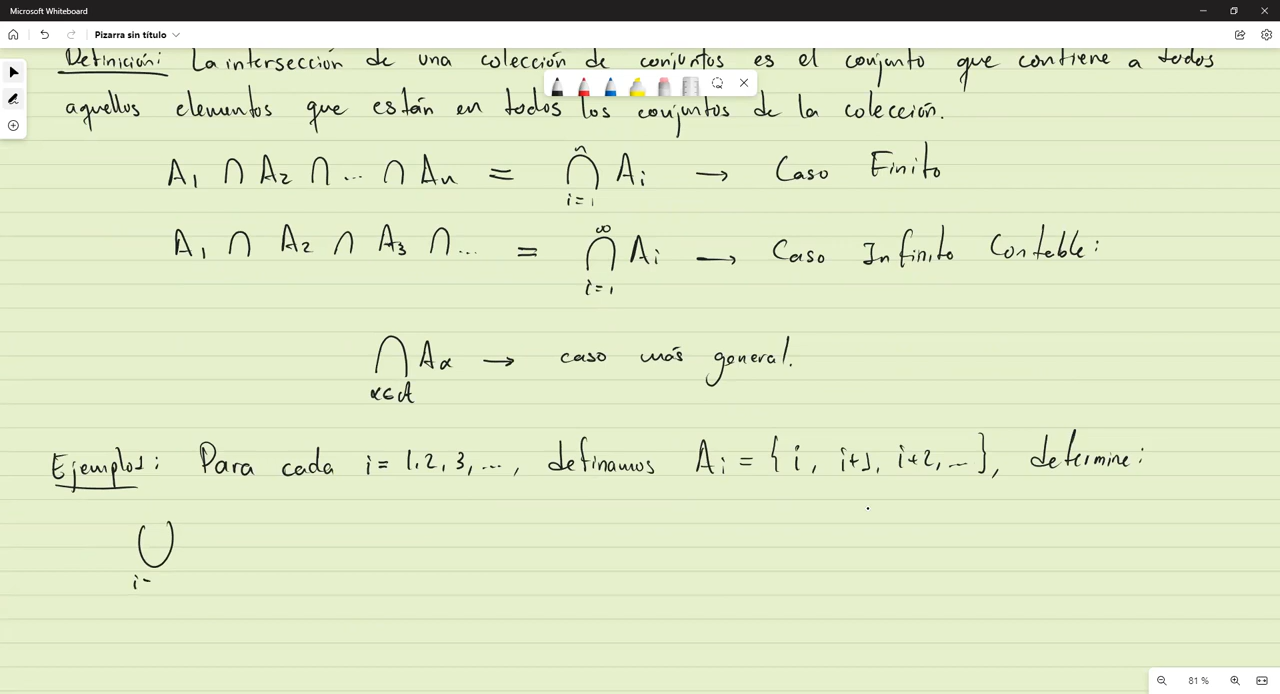 Microsoft Whiteboard
Pizarra sin título
Definición: La intersección de una colección de conjuntos es el conjunto que contiene a todos
aquellos elementos que están en todos los conjuntos de la colección.
A₁ ∩ A₂ ∩ ... ∩ Aₙ = ⋂ᵢ₌₁ⁿ Aᵢ → Caso Finito
A₁ ∩ A₂ ∩ A₃ ∩ ... = ⋂ᵢ₌₁^∞ Aᵢ → Caso Infinito Contable:
⋂_{α∈𝒜} A_α → caso más general.
Ejemplos: Para cada i = 1, 2, 3, ..., definamos Aᵢ = {i, i+1, i+2, ...}, determine:
⋃
i=
81 %